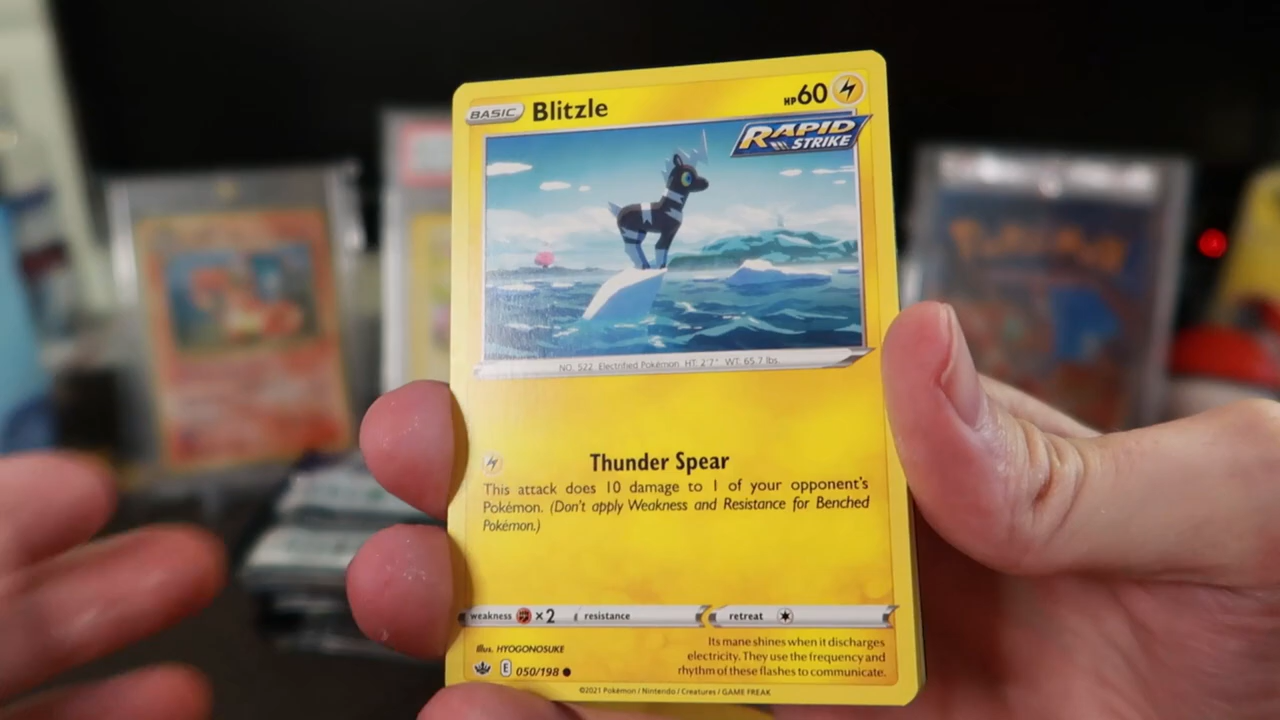 BASIC Blitzle HP60
RAPID
STRIKE
NO. 522 Electrified Pokémon HT: 2'7" WT: 65.7 lbs.
Thunder Spear
This attack does 10 damage to 1 of your opponent's
Pokémon. (Don't apply Weakness and Resistance for Benched
Pokémon.)
weakness ×2 resistance retreat
Its mane shines when it discharges
electricity. They use the frequency and
rhythm of these flashes to communicate.
Illus. HYOGONOSUKE
E 050/198
©2021 Pokémon / Nintendo / Creatures / GAME FREAK
POKéMON